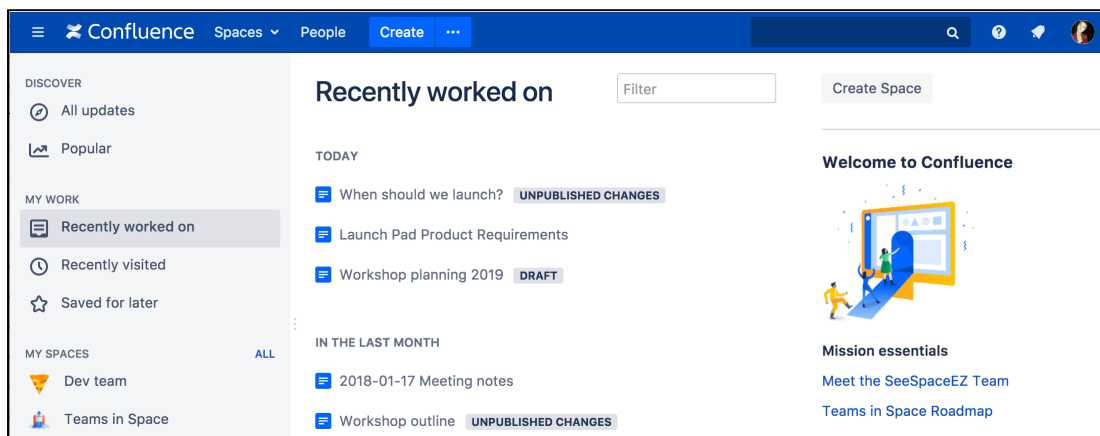 Confluence Spaces People Create ...
DISCOVER
All updates
Popular
MY WORK
Recently worked on
Recently visited
Saved for later
MY SPACES ALL
Dev team
Teams in Space
Recently worked on Filter
TODAY
When should we launch? UNPUBLISHED CHANGES
Launch Pad Product Requirements
Workshop planning 2019 DRAFT
IN THE LAST MONTH
2018-01-17 Meeting notes
Workshop outline UNPUBLISHED CHANGES
Create Space
Welcome to Confluence
Mission essentials
Meet the SeeSpaceEZ Team
Teams in Space Roadmap